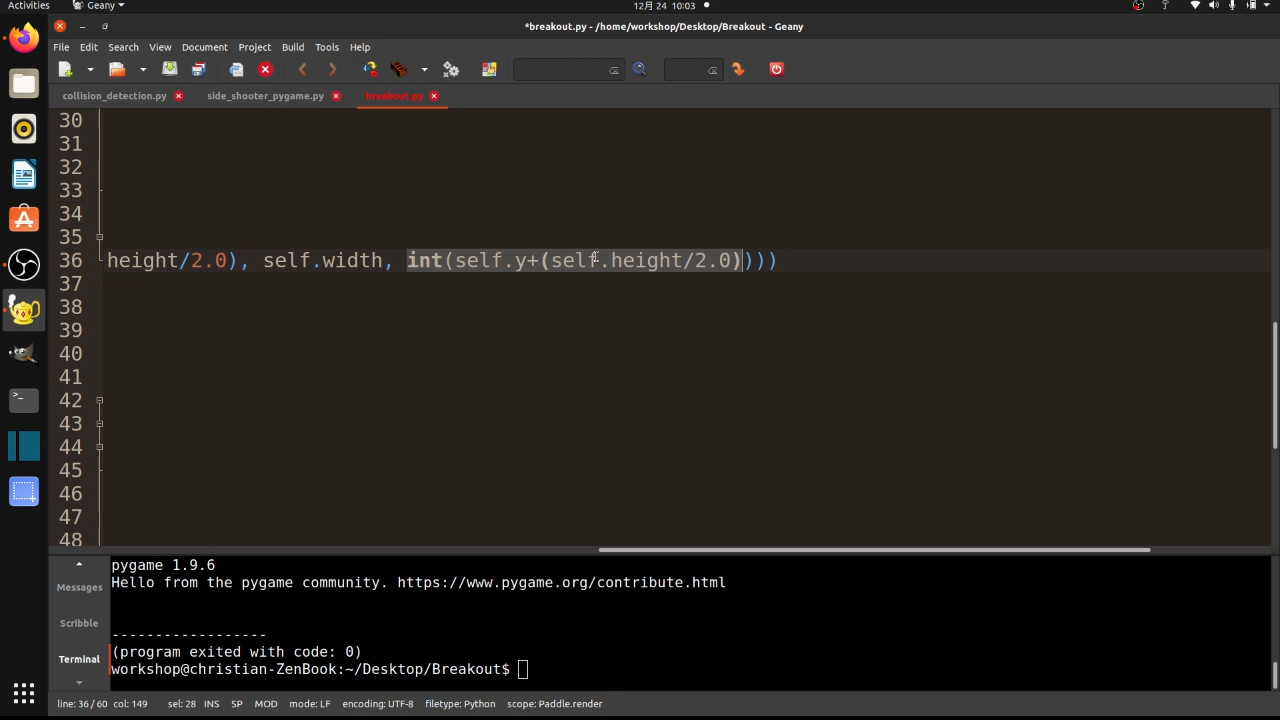 Activities
Geany
12月 24 10:03
*breakout.py - /home/workshop/Desktop/Breakout - Geany
File Edit Search View Document Project Build Tools Help
collision_detection.py side_shooter_pygame.py breakout.py
30
31
32
33
34
35
36 height/2.0), self.width, int(self.y+(self.height/2.0))))
37
38
39
40
41
42
43
44
45
46
47
48
Messages
Scribble
Terminal
pygame 1.9.6
Hello from the pygame community. https://www.pygame.org/contribute.html
------------------
(program exited with code: 0)
workshop@christian-ZenBook:~/Desktop/Breakout$
line: 36 / 60 col: 149 sel: 28 INS SP MOD mode: LF encoding: UTF-8 filetype: Python scope: Paddle.render